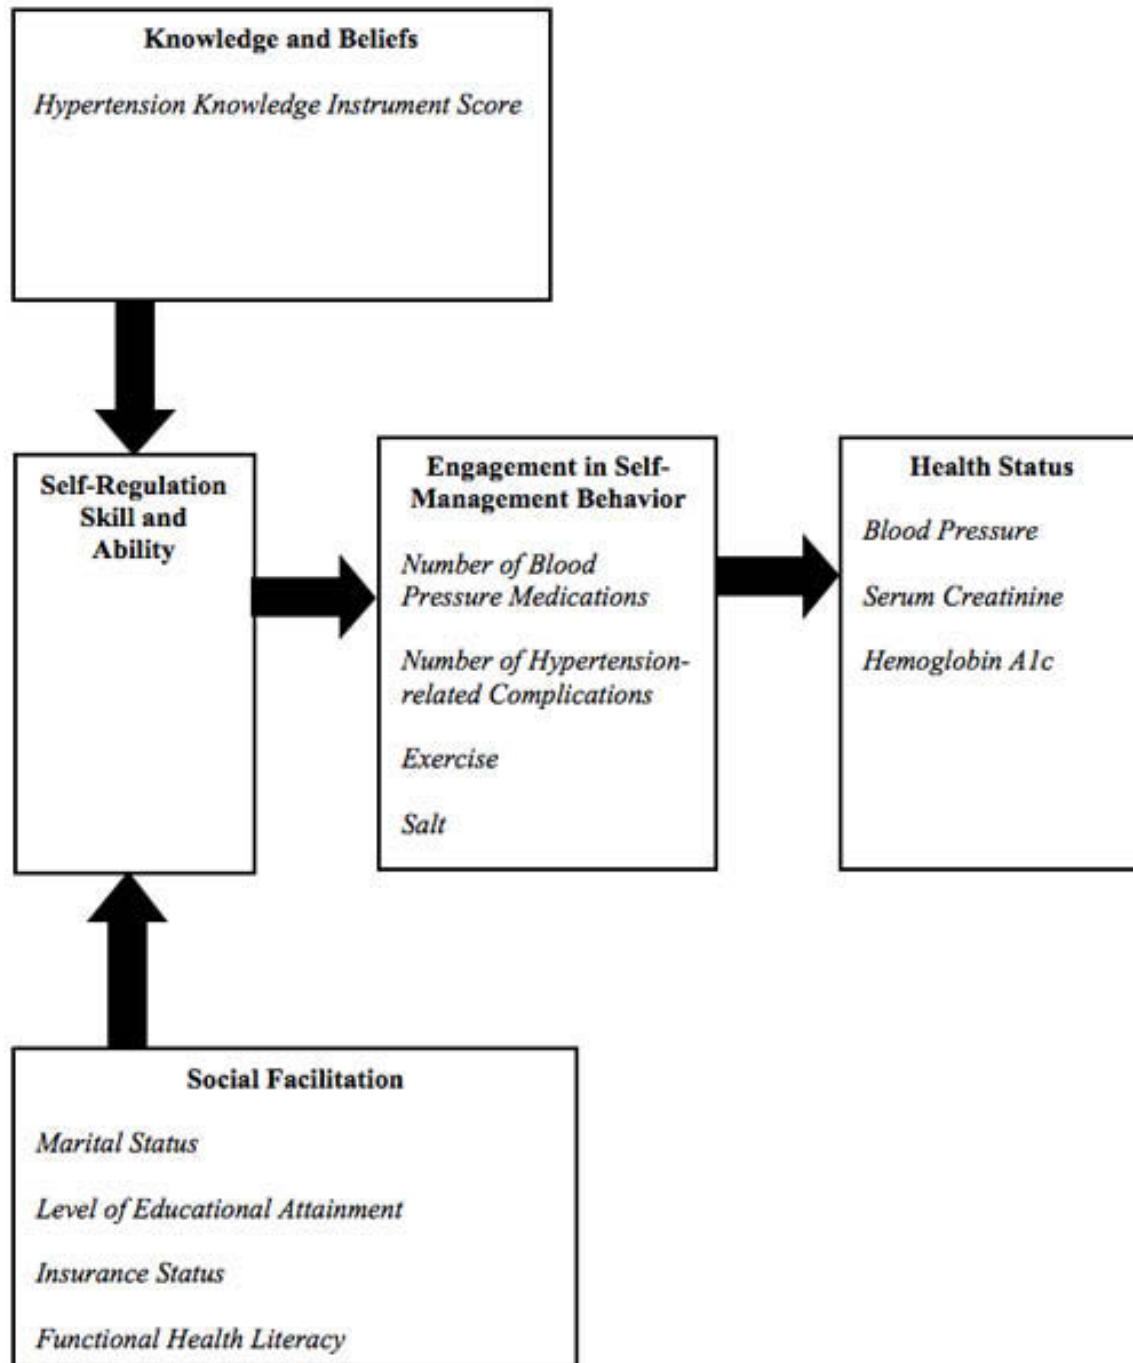 Knowledge and Beliefs
Hypertension Knowledge Instrument Score
Self-Regulation
Skill and
Ability
Engagement in Self-
Management Behavior
Number of Blood
Pressure Medications
Number of Hypertension-
related Complications
Exercise
Salt
Health Status
Blood Pressure
Serum Creatinine
Hemoglobin A1c
Social Facilitation
Marital Status
Level of Educational Attainment
Insurance Status
Functional Health Literacy